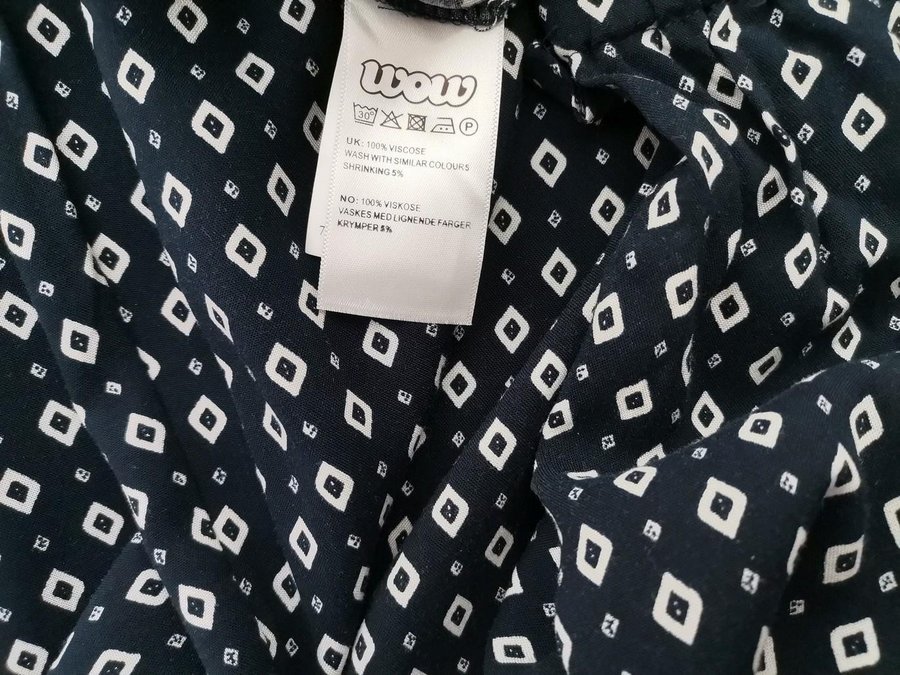 WOW
30°
P
UK: 100% VISCOSE
WASH WITH SIMILAR COLOURS
SHRINKING 5%
NO: 100% VISKOSE
VASKES MED LIGNENDE FARGER
KRYMPER 5%
7